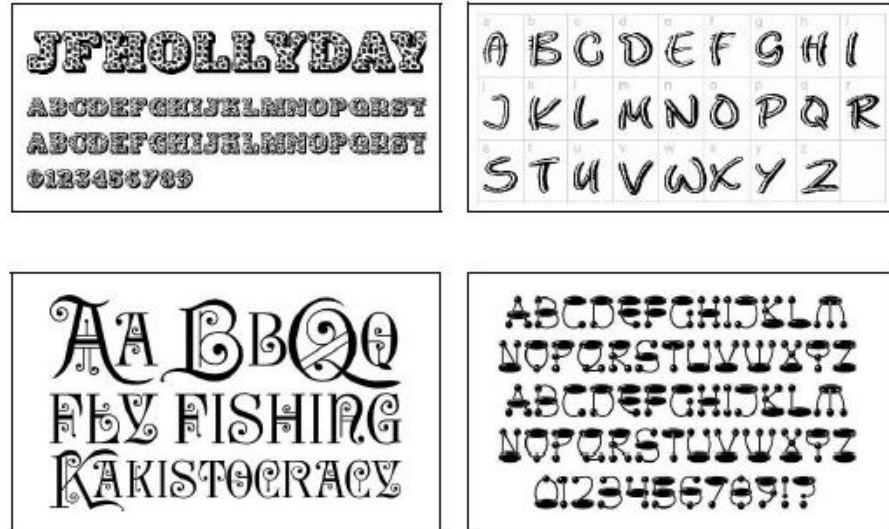 JFHOLLYDAY
ABCDEFGHIJKLMNOPQRST
ABCDEFGHIJKLMNOPQRST
0123456789
a b c d e f g h i
A B C D E F G H I
j k l m n o p q r
J K L M N O P Q R
s t u v w x y z
S T U V W X Y Z
AA BBQQ
FLY FISHING
KAKISTOCRACY
ABCDEFGHIJKLM
NOPQRSTUVWXYZ
ABCDEFGHIJKLM
NOPQRSTUVWXYZ
0123456789!?